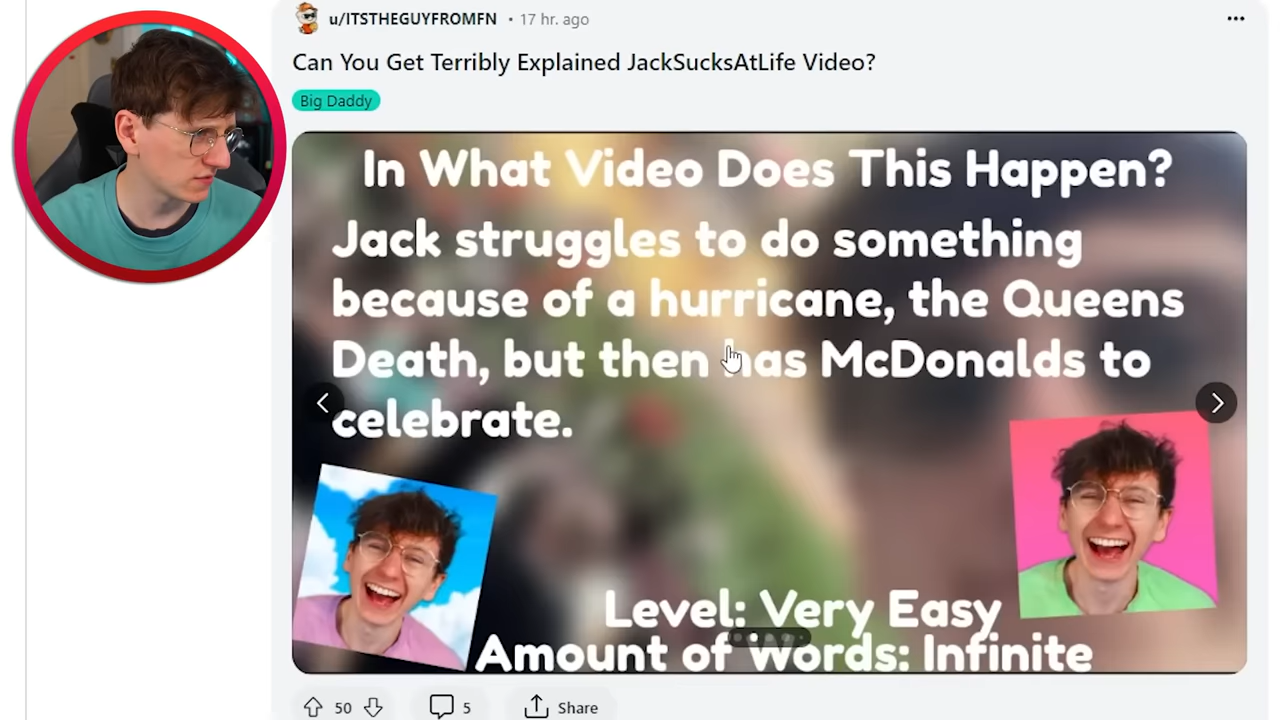 u/ITSTHEGUYFROMFN • 17 hr. ago
Can You Get Terribly Explained JackSucksAtLife Video?
Big Daddy
In What Video Does This Happen?
Jack struggles to do something
because of a hurricane, the Queens
Death, but then has McDonalds to
celebrate.
Level: Very Easy
Amount of words: Infinite
50
5
Share